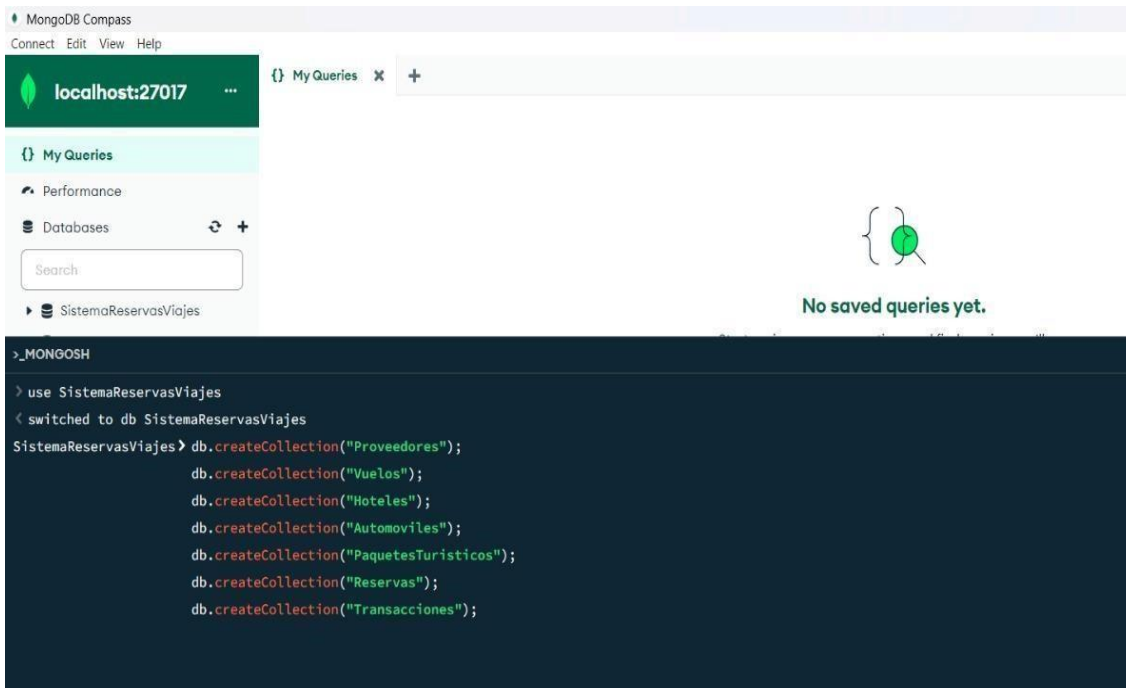 MongoDB Compass
Connect Edit View Help
localhost:27017 ...
{} My Queries X +
{} My Queries
Performance
Databases
Search
SistemaReservasViajes
No saved queries yet.
>_MONGOSH
> use SistemaReservasViajes
< switched to db SistemaReservasViajes
SistemaReservasViajes> db.createCollection("Proveedores");
db.createCollection("Vuelos");
db.createCollection("Hoteles");
db.createCollection("Automoviles");
db.createCollection("PaquetesTuristicos");
db.createCollection("Reservas");
db.createCollection("Transacciones");